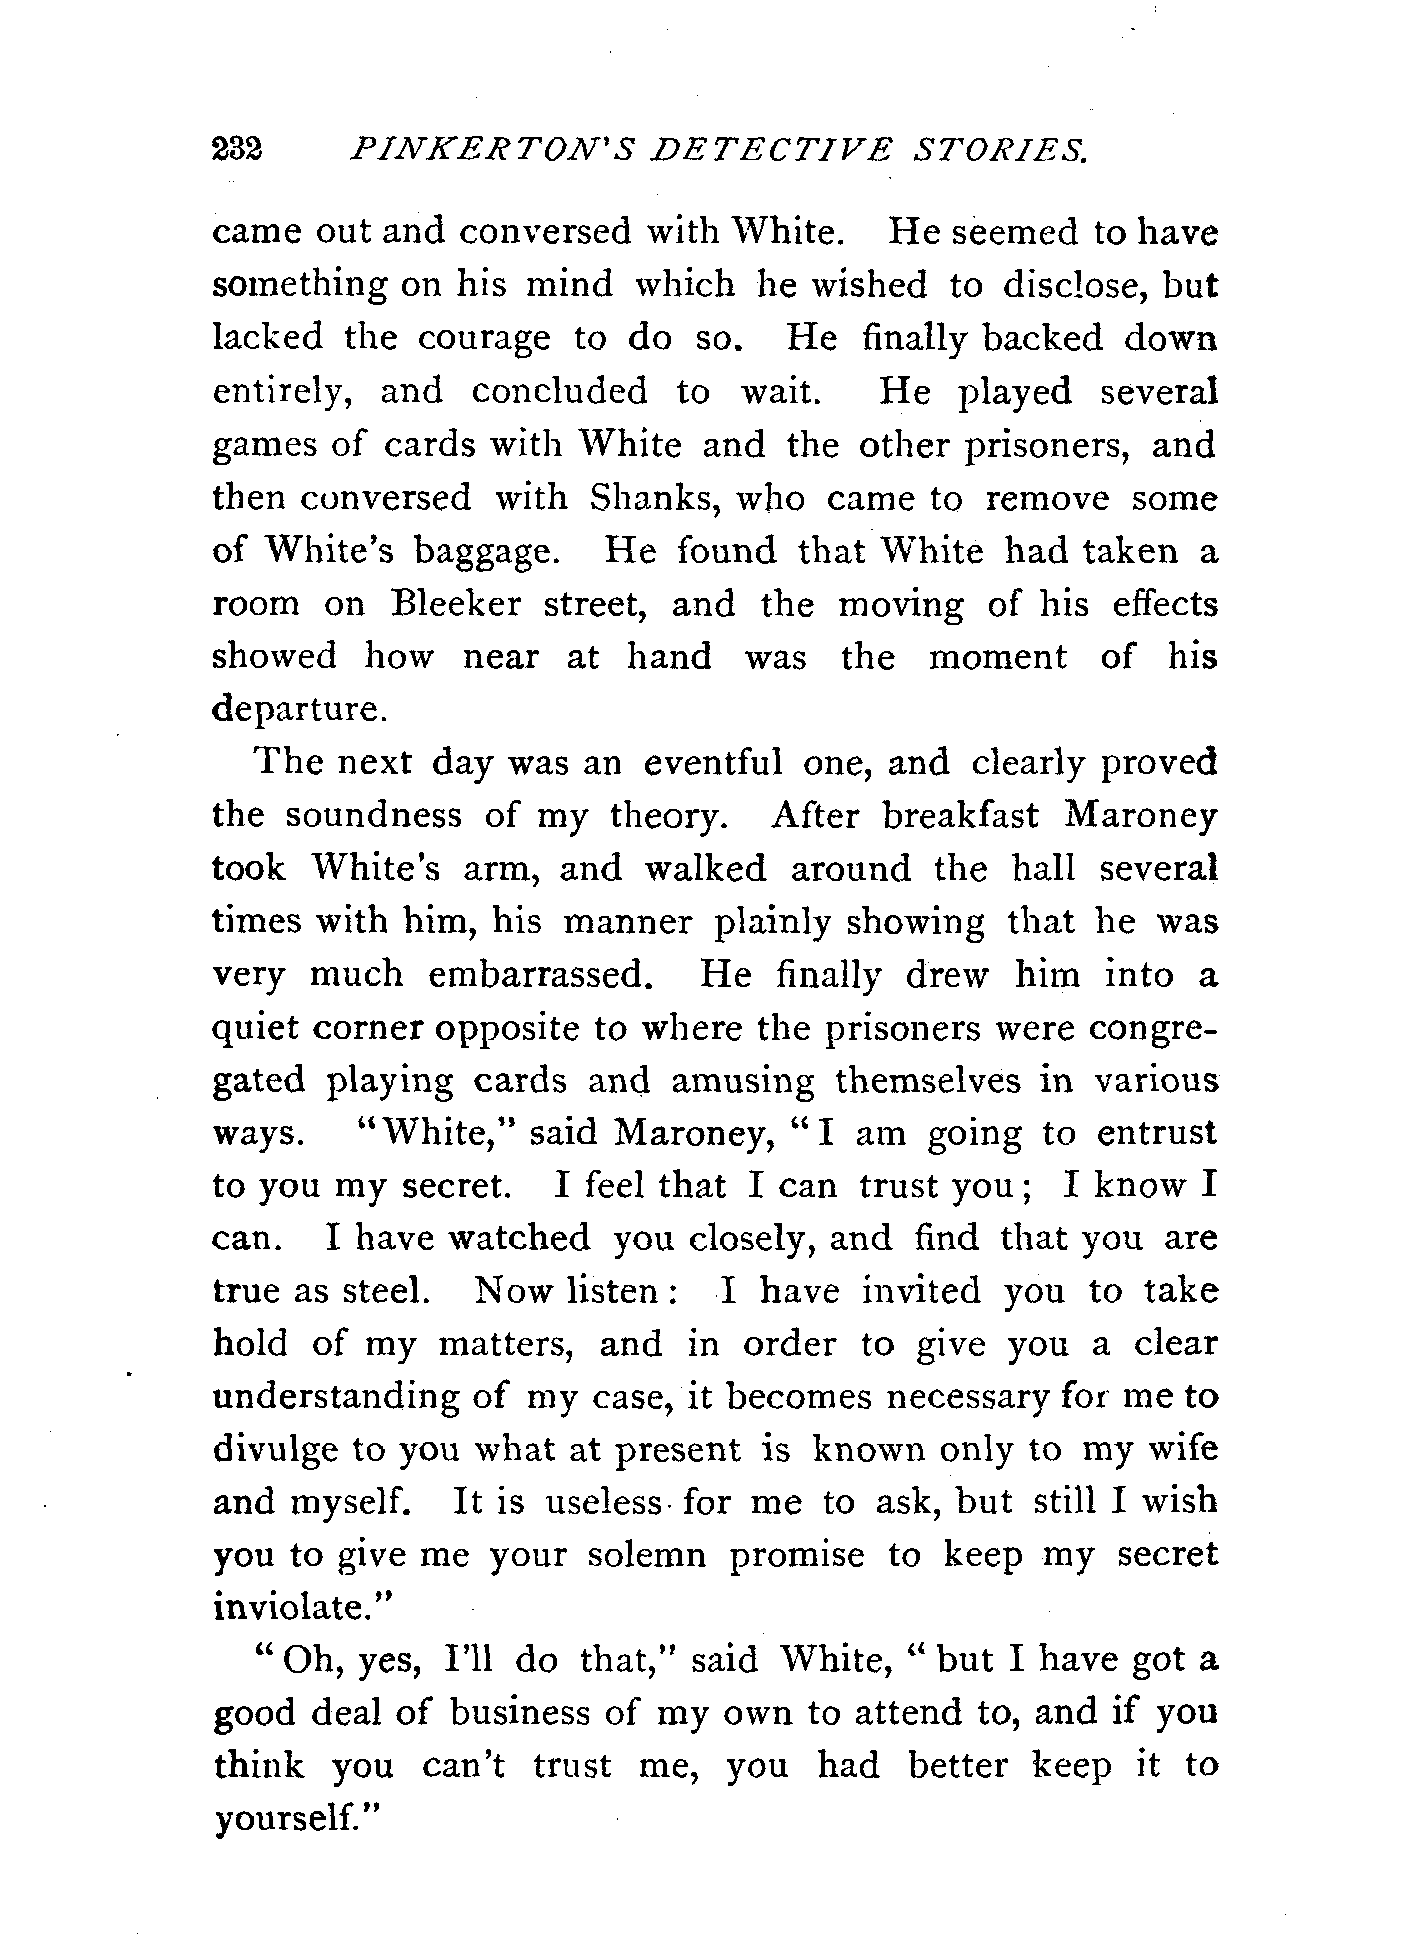 232 PINKERTON'S DETECTIVE STORIES.
came out and conversed with White. He seemed to have
something on his mind which he wished to disclose, but
lacked the courage to do so. He finally backed down
entirely, and concluded to wait. He played several
games of cards with White and the other prisoners, and
then conversed with Shanks, who came to remove some
of White's baggage. He found that White had taken a
room on Bleeker street, and the moving of his effects
showed how near at hand was the moment of his
departure.
The next day was an eventful one, and clearly proved
the soundness of my theory. After breakfast Maroney
took White's arm, and walked around the hall several
times with him, his manner plainly showing that he was
very much embarrassed. He finally drew him into a
quiet corner opposite to where the prisoners were congre-
gated playing cards and amusing themselves in various
ways. "White," said Maroney, "I am going to entrust
to you my secret. I feel that I can trust you; I know I
can. I have watched you closely, and find that you are
true as steel. Now listen: I have invited you to take
hold of my matters, and in order to give you a clear
understanding of my case, it becomes necessary for me to
divulge to you what at present is known only to my wife
and myself. It is useless for me to ask, but still I wish
you to give me your solemn promise to keep my secret
inviolate."
"Oh, yes, I'll do that," said White, "but I have got a
good deal of business of my own to attend to, and if you
think you can't trust me, you had better keep it to
yourself."